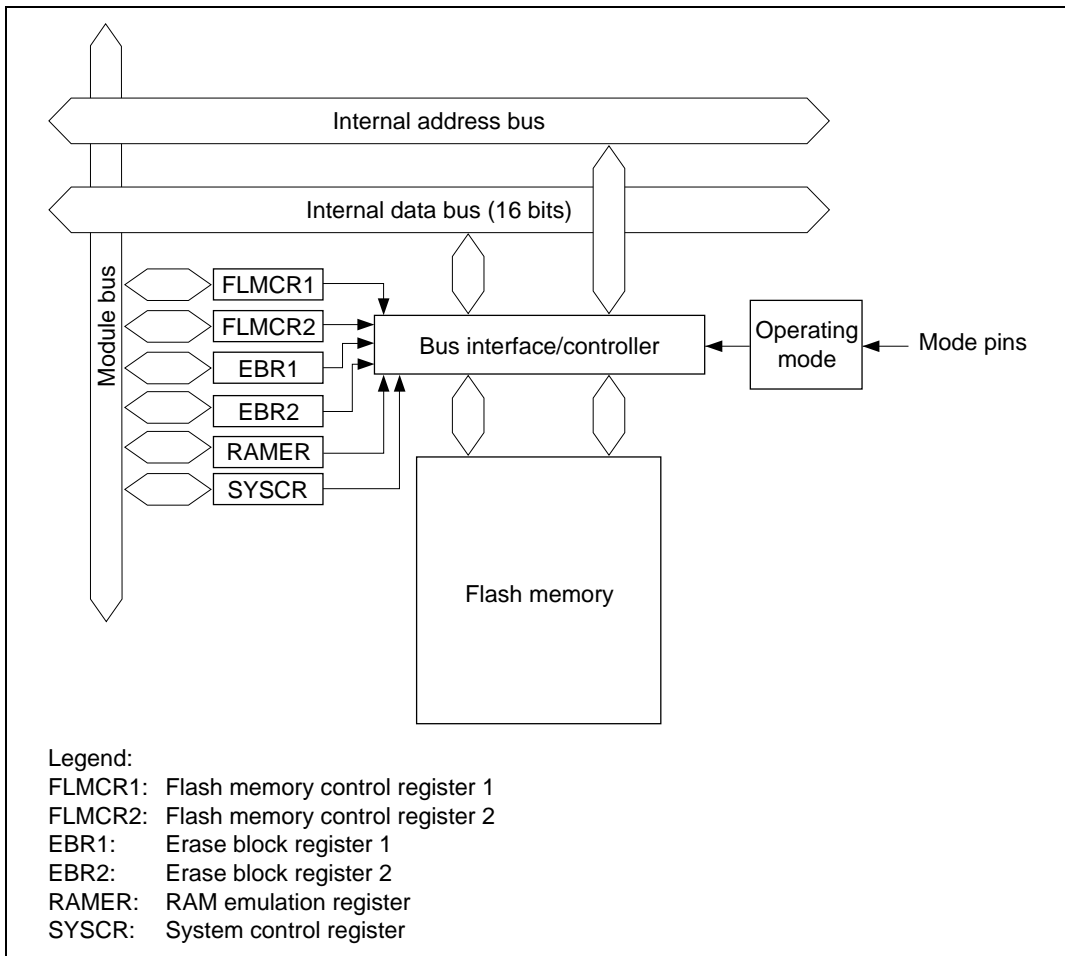 Internal address bus
Internal data bus (16 bits)
Module bus
FLMCR1
FLMCR2
EBR1
EBR2
RAMER
SYSCR
Bus interface/controller
Operating
mode
Mode pins
Flash memory
Legend:
FLMCR1: Flash memory control register 1
FLMCR2: Flash memory control register 2
EBR1: Erase block register 1
EBR2: Erase block register 2
RAMER: RAM emulation register
SYSCR: System control register